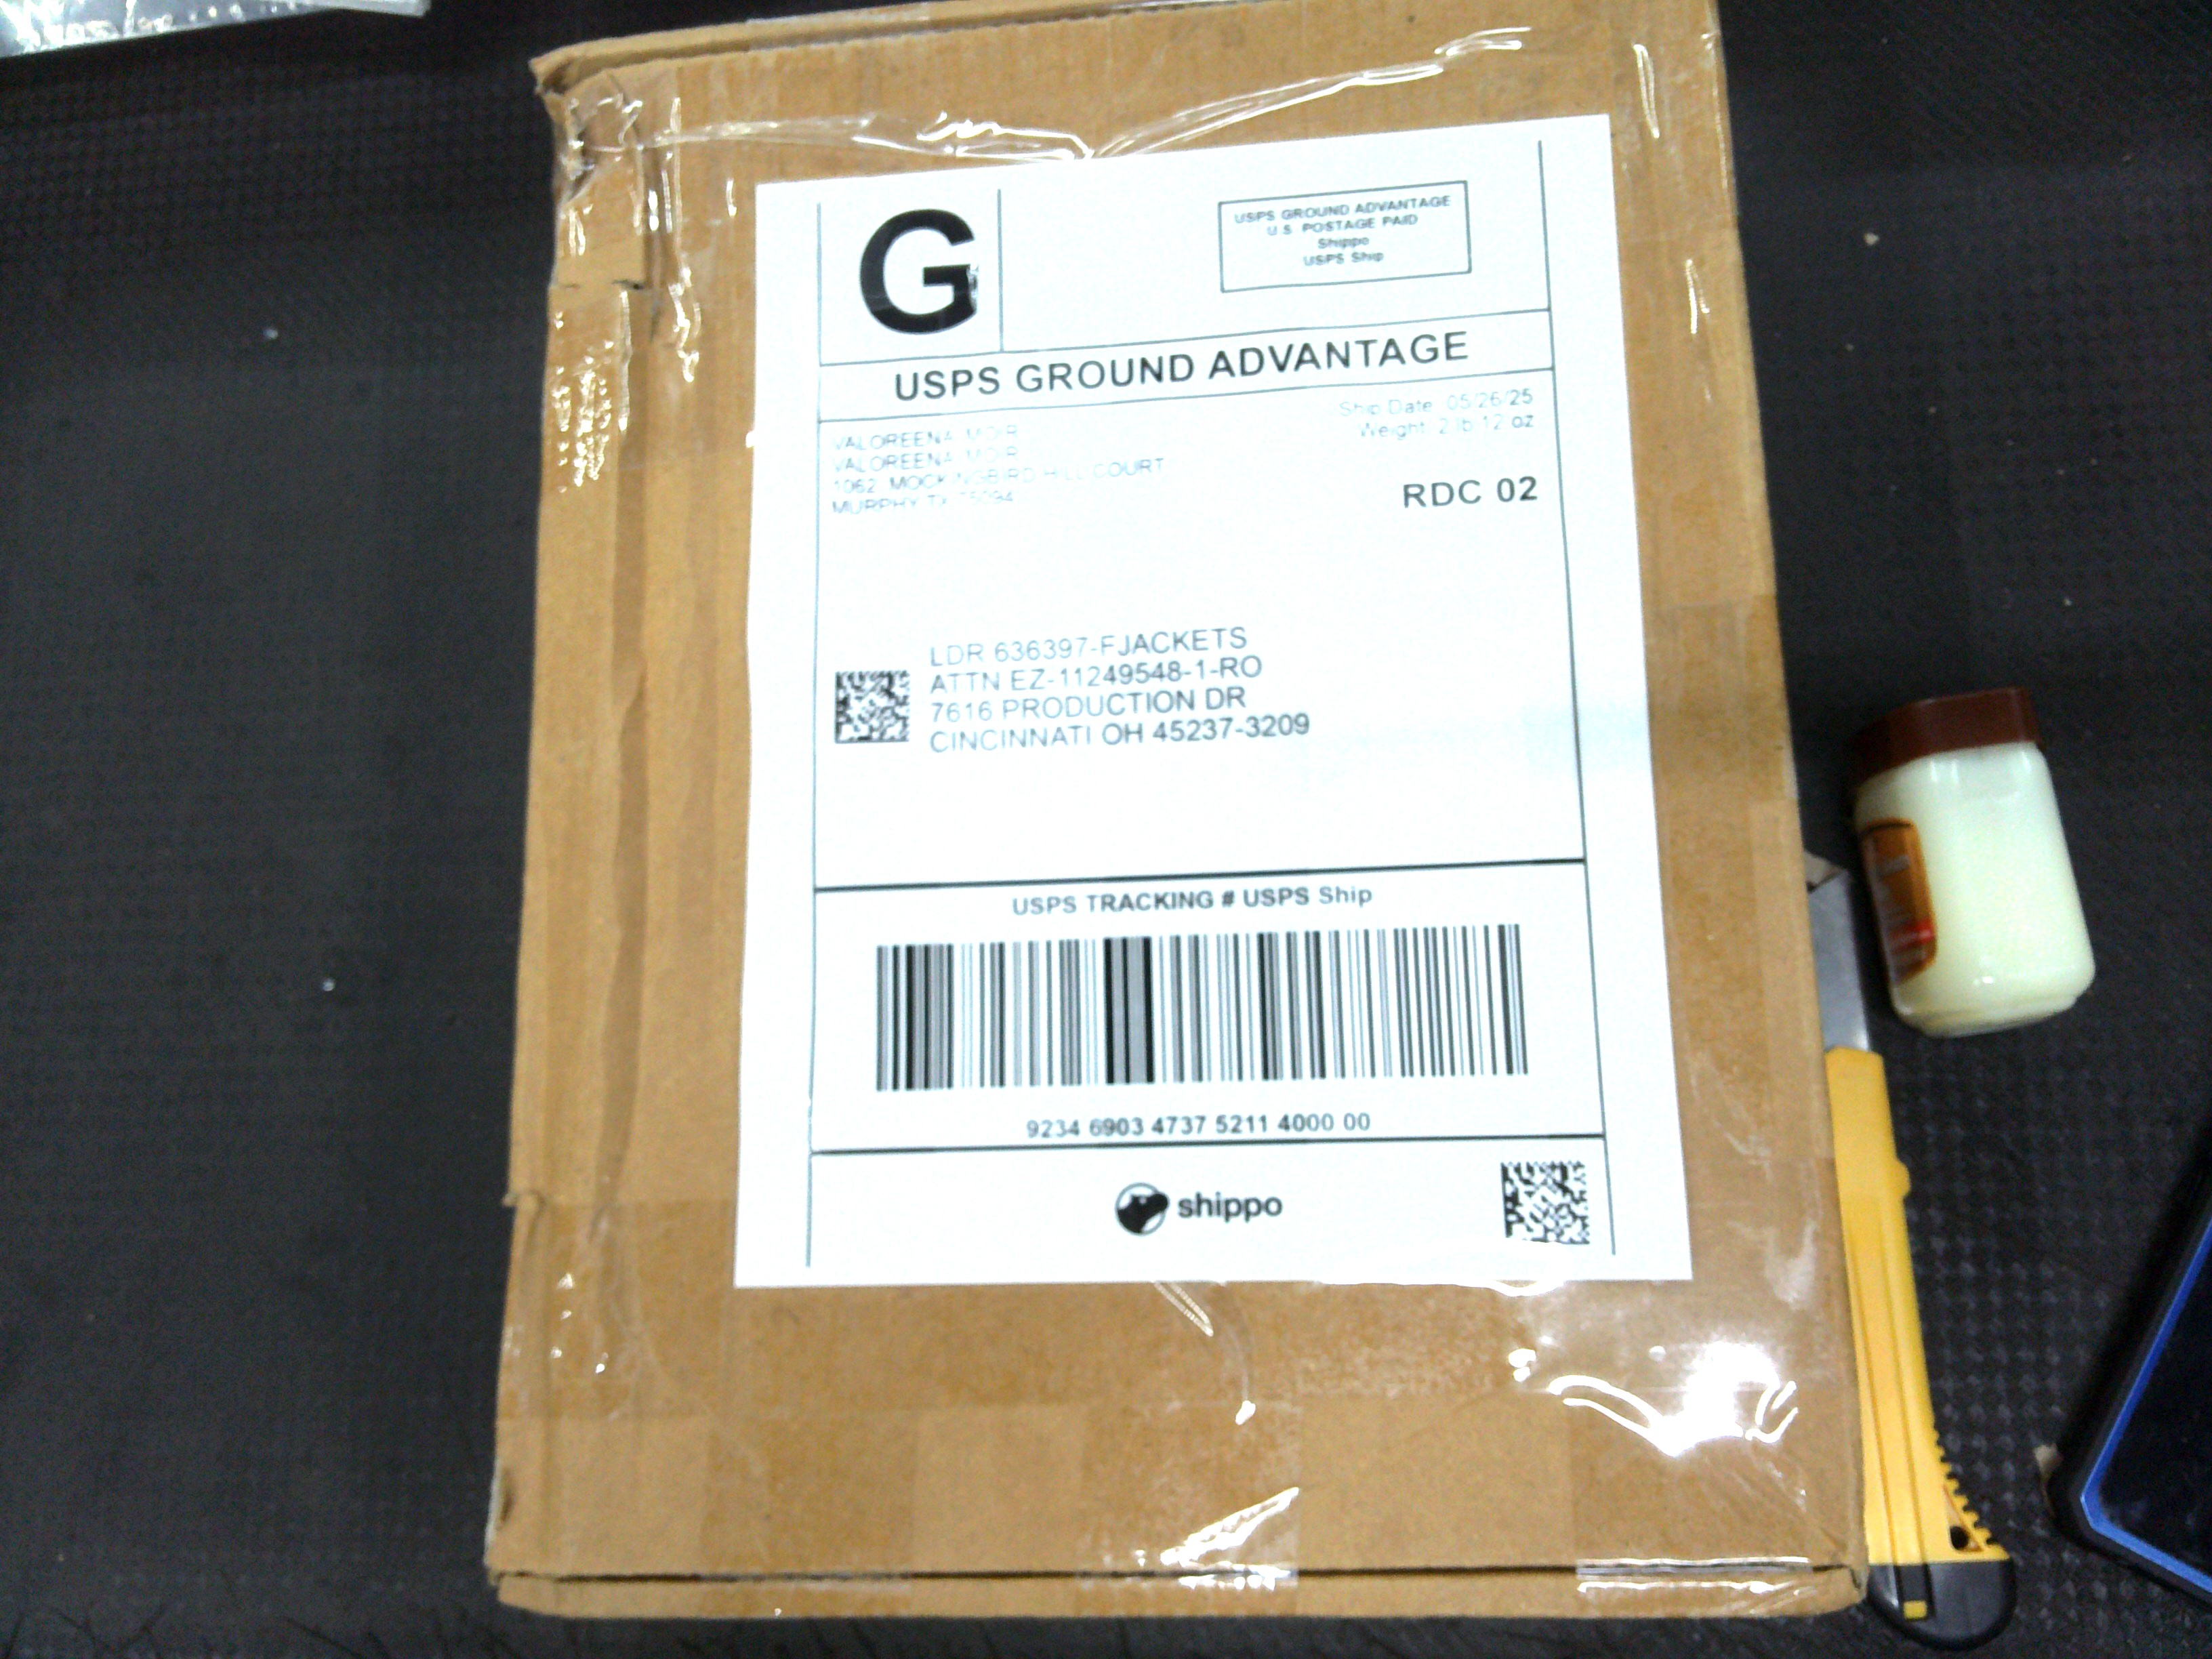 G
USPS GROUND ADVANTAGE
U.S. POSTAGE PAID
Shippo
USPS Ship
USPS GROUND ADVANTAGE
Ship Date: 05/26/25
Weight: 2 lb 12 oz
VALOREENA MOIR
VALOREENA MOIR
1062 MOCKINGBIRD HILL COURT
MURPHY TX 75094
RDC 02
LDR 636397-FJACKETS
ATTN EZ-11249548-1-RO
7616 PRODUCTION DR
CINCINNATI OH 45237-3209
USPS TRACKING # USPS Ship
9234 6903 4737 5211 4000 00
shippo